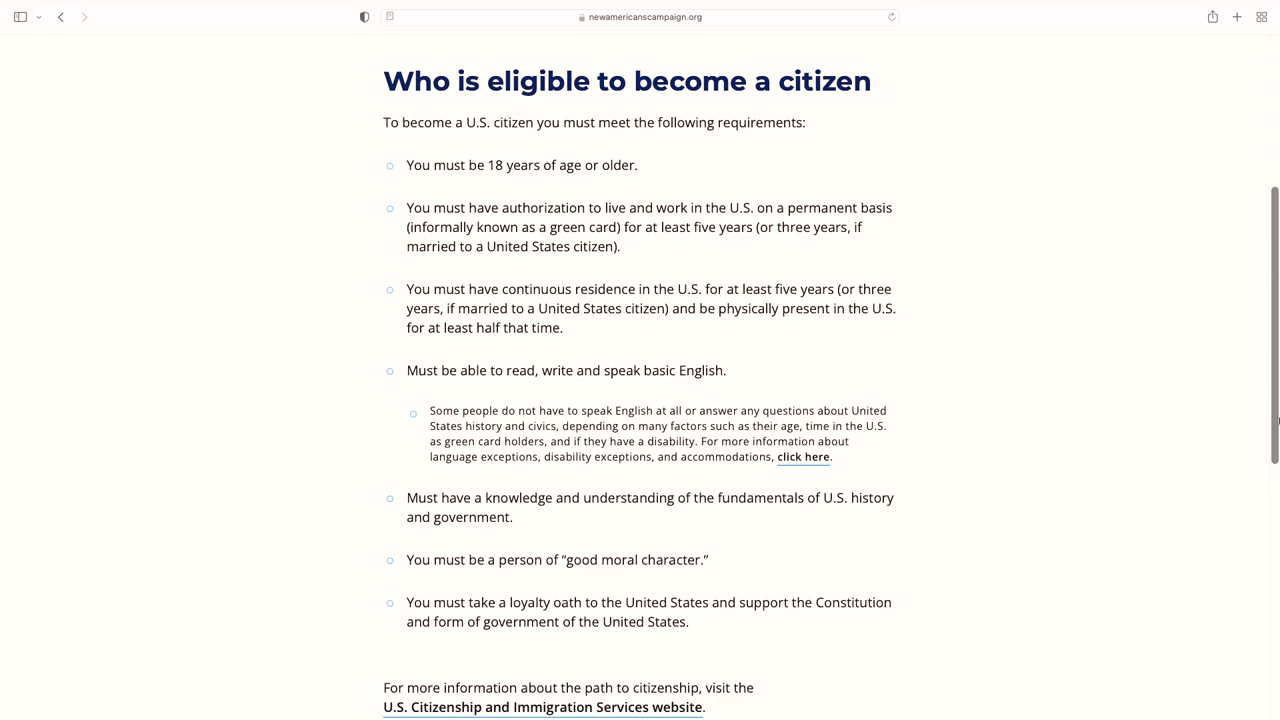 newamericanscampaign.org
Who is eligible to become a citizen
To become a U.S. citizen you must meet the following requirements:
You must be 18 years of age or older.
You must have authorization to live and work in the U.S. on a permanent basis
(informally known as a green card) for at least five years (or three years, if
married to a United States citizen).
You must have continuous residence in the U.S. for at least five years (or three
years, if married to a United States citizen) and be physically present in the U.S.
for at least half that time.
Must be able to read, write and speak basic English.
Some people do not have to speak English at all or answer any questions about United
States history and civics, depending on many factors such as their age, time in the U.S.
as green card holders, and if they have a disability. For more information about
language exceptions, disability exceptions, and accommodations, click here.
Must have a knowledge and understanding of the fundamentals of U.S. history
and government.
You must be a person of “good moral character.”
You must take a loyalty oath to the United States and support the Constitution
and form of government of the United States.
For more information about the path to citizenship, visit the
U.S. Citizenship and Immigration Services website.